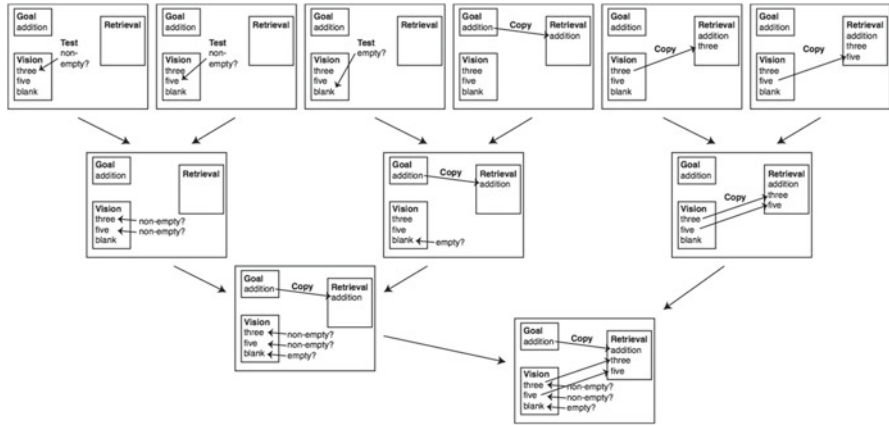 Goal
addition
Retrieval
Test
non-
empty?
Vision
three
five
blank
Goal
addition
Retrieval
Test
non-
empty?
Vision
three
five
blank
Goal
addition
Retrieval
Test
empty?
Vision
three
five
blank
Goal
addition
Copy
Retrieval
addition
Vision
three
five
blank
Goal
addition
Retrieval
addition
three
Copy
Vision
three
five
blank
Goal
addition
Retrieval
addition
three
five
Copy
Vision
three
five
blank
Goal
addition
Retrieval
Vision
three
non-empty?
five
non-empty?
blank
Goal
addition
Copy
Retrieval
addition
Vision
three
five
blank
empty?
Goal
addition
Retrieval
addition
three
five
Copy
Vision
three
five
blank
Goal
addition
Copy
Retrieval
addition
Vision
three
non-empty?
five
non-empty?
blank
empty?
Goal
addition
Copy
Retrieval
addition
three
five
Vision
three
non-empty?
five
non-empty?
blank
empty?